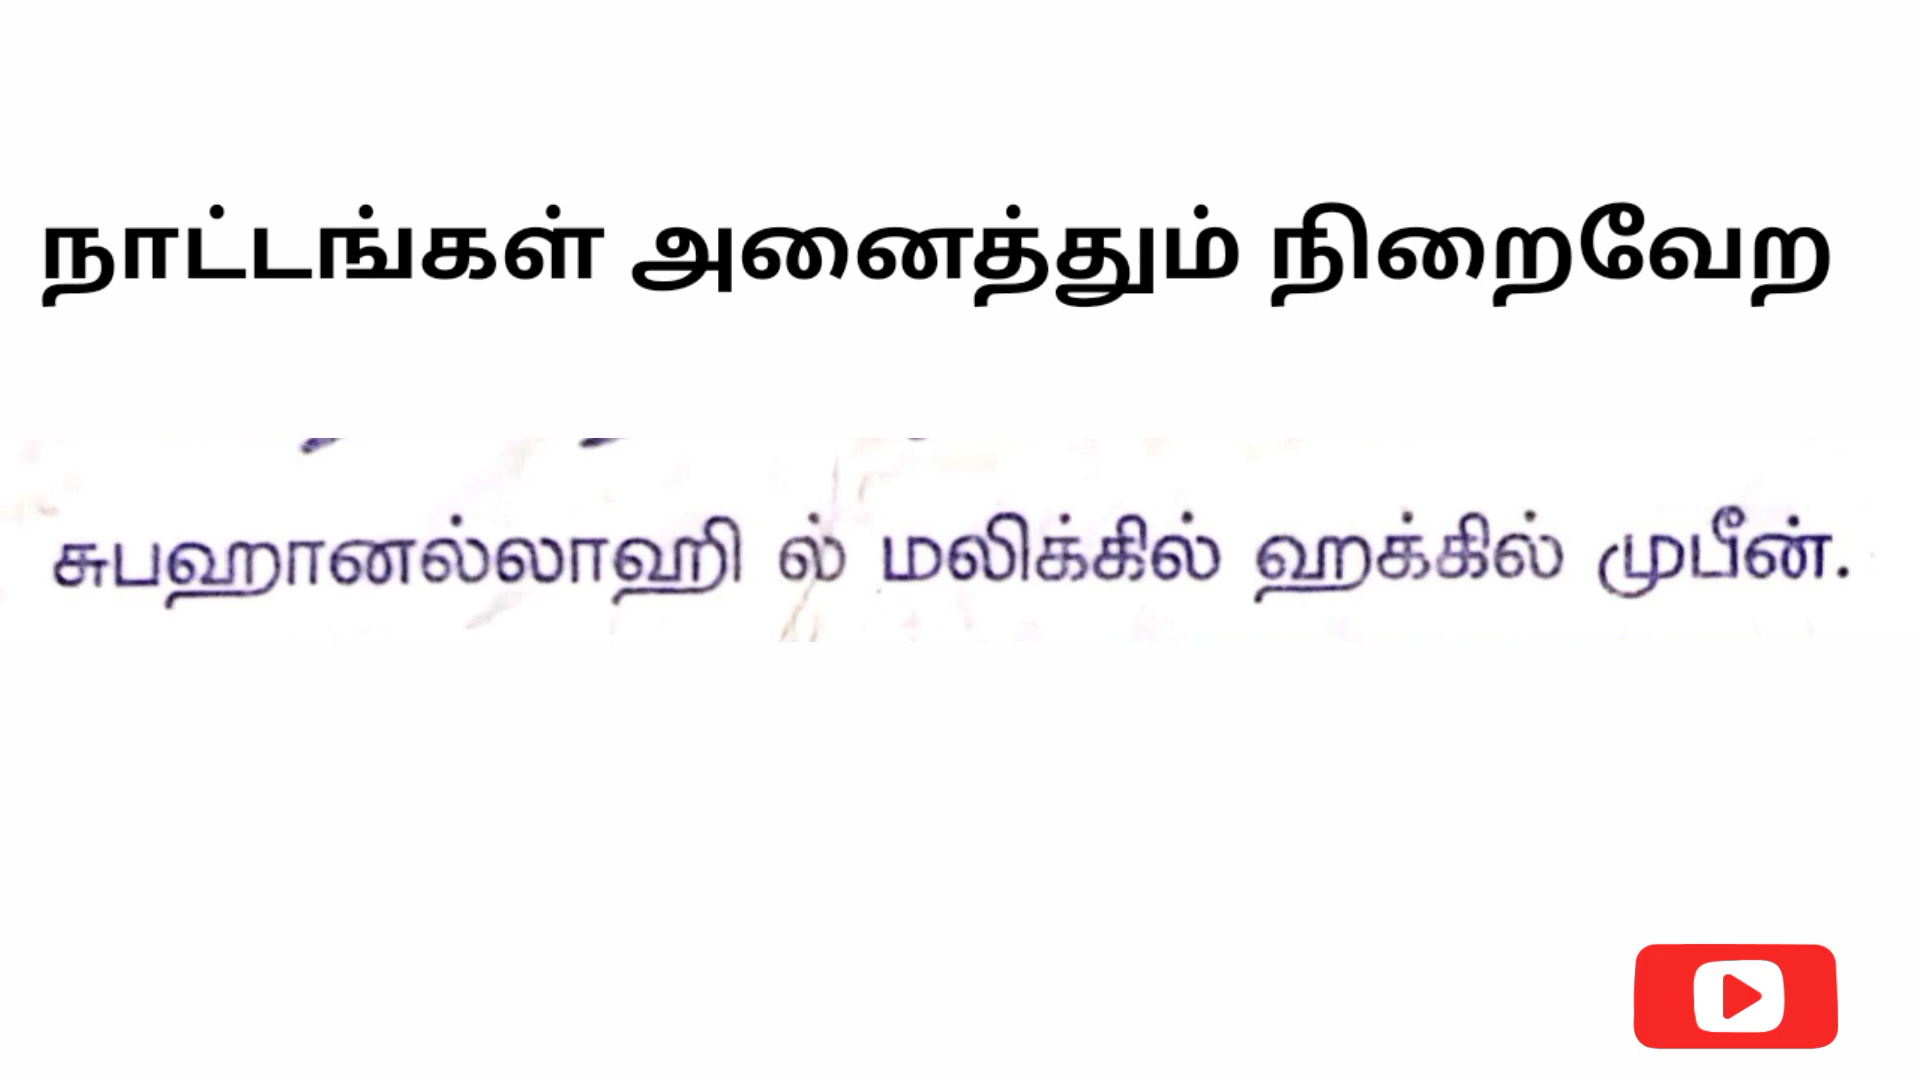 நாட்டங்கள் அனைத்தும் நிறைவேற
சுபஹானல்லாஹி ல் மலிக்கில் ஹக்கில் முபீன்.